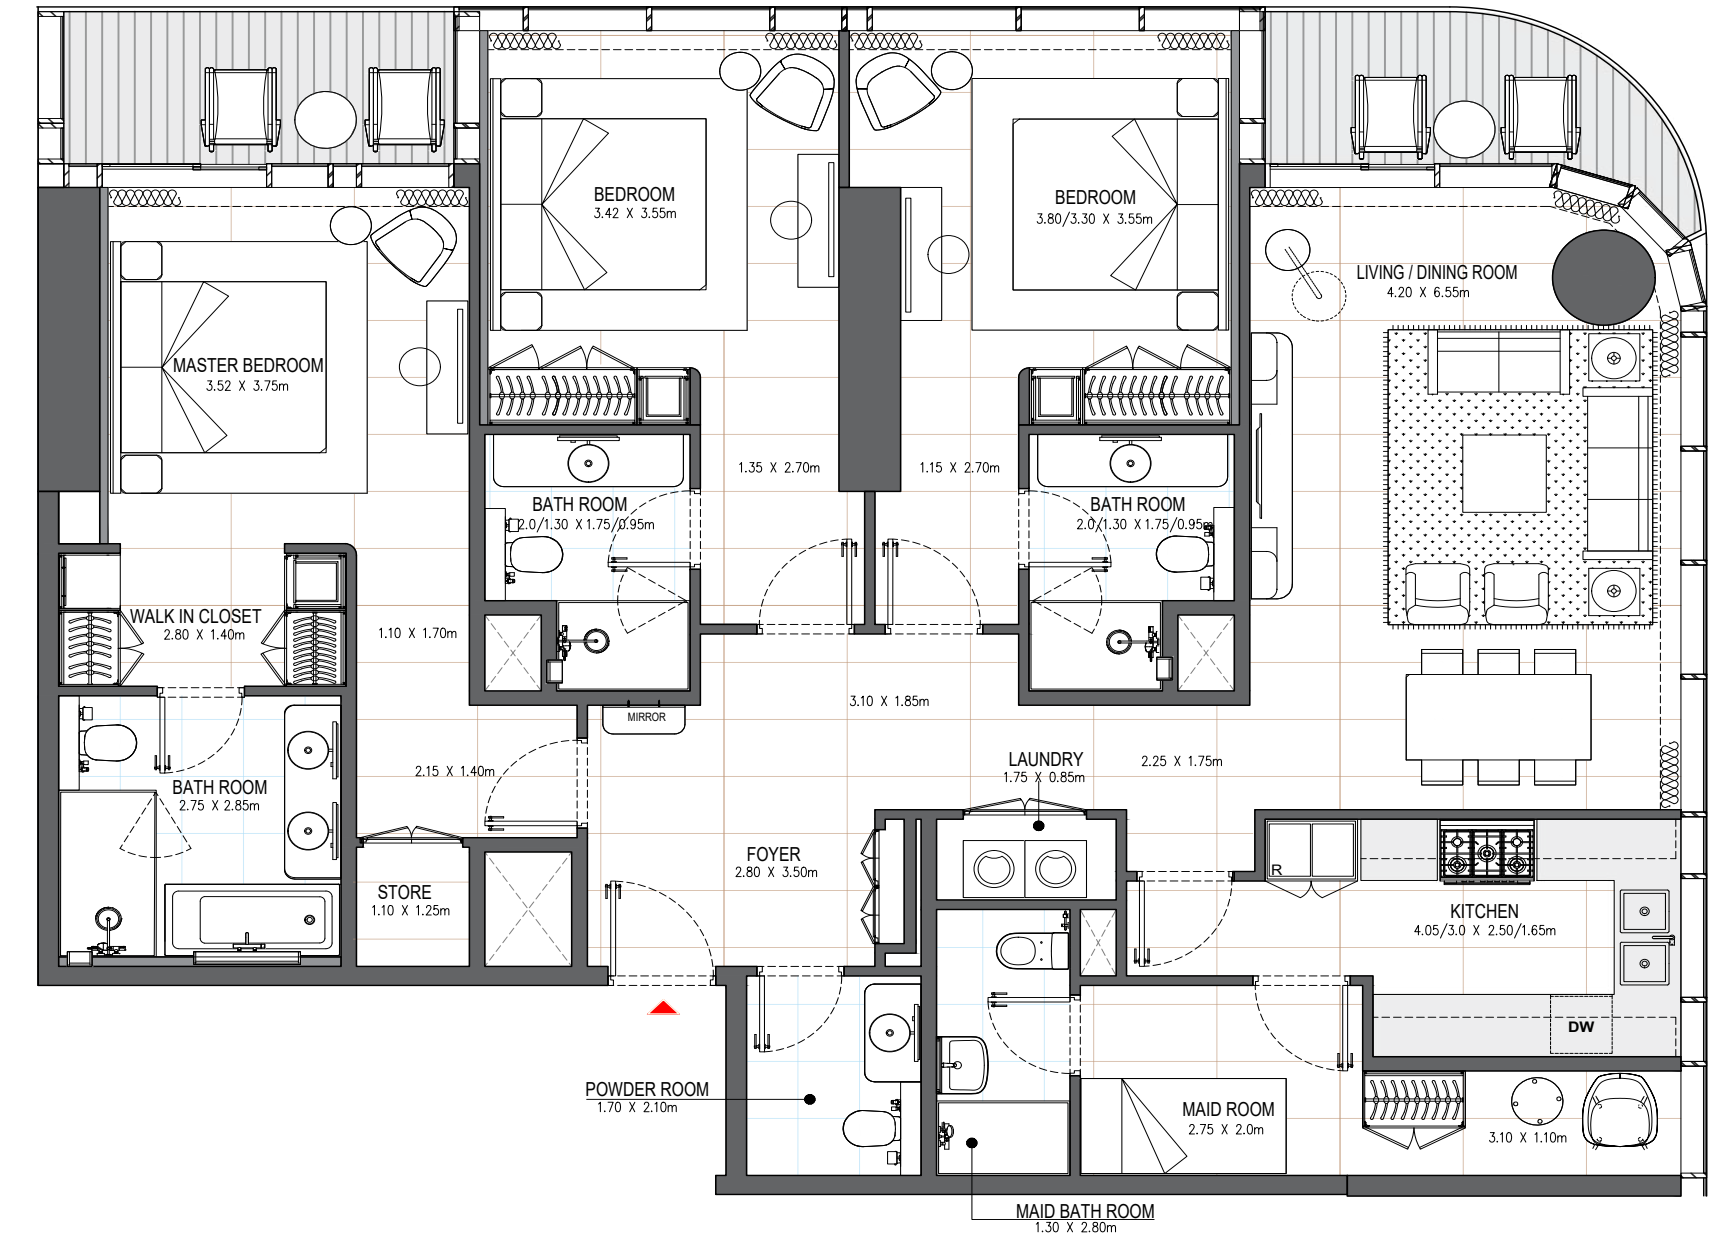 BEDROOM
3.42 X 3.55m
BEDROOM
3.80/3.30 X 3.55m
LIVING / DINING ROOM
4.20 X 6.55m
MASTER BEDROOM
3.52 X 3.75m
1.35 X 2.70m
1.15 X 2.70m
BATH ROOM
2.0/1.30 X 1.75/0.95m
BATH ROOM
2.0/1.30 X 1.75/0.95m
WALK IN CLOSET
2.80 X 1.40m
1.10 X 1.70m
3.10 X 1.85m
MIRROR
LAUNDRY
1.75 X 0.85m
2.25 X 1.75m
2.15 X 1.40m
BATH ROOM
2.75 X 2.85m
FOYER
2.80 X 3.50m
R
STORE
1.10 X 1.25m
KITCHEN
4.05/3.0 X 2.50/1.65m
DW
POWDER ROOM
1.70 X 2.10m
MAID ROOM
2.75 X 2.0m
3.10 X 1.10m
MAID BATH ROOM
1.30 X 2.80m